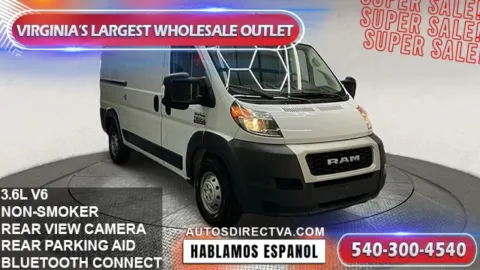 VIRGINIA'S LARGEST WHOLESALE OUTLET
SUPER SALE!
SUPER SALE!
SUPER SALE!
RAM
3.6L V6
NON-SMOKER
REAR VIEW CAMERA
REAR PARKING AID
BLUETOOTH CONNECT
AUTOSDIRECTVA.COM
HABLAMOS ESPANOL
540-300-4540